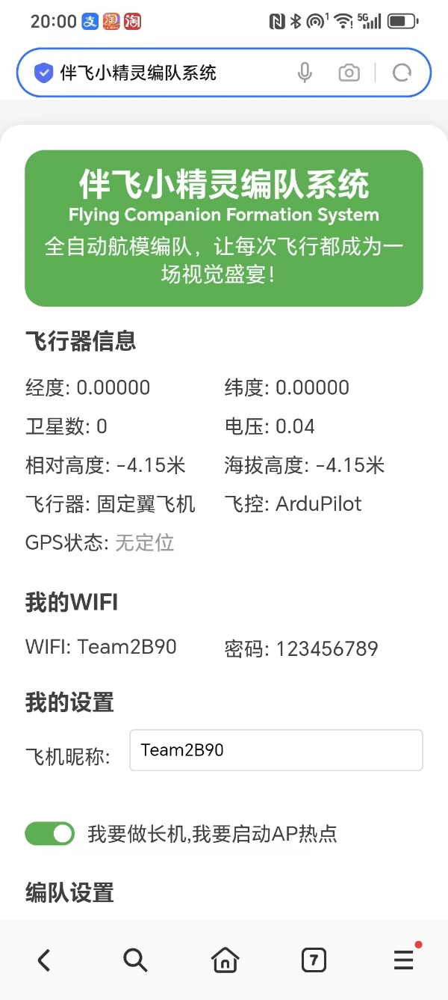 20:00 支 淘 淘 1 5G
伴飞小精灵编队系统
伴飞小精灵编队系统
Flying Companion Formation System
全自动航模编队，让每次飞行都成为一
场视觉盛宴！
飞行器信息
经度: 0.00000 纬度: 0.00000
卫星数: 0 电压: 0.04
相对高度: -4.15米 海拔高度: -4.15米
飞行器: 固定翼飞机 飞控: ArduPilot
GPS状态: 无定位
我的WIFI
WIFI: Team2B90 密码: 123456789
我的设置
飞机昵称: Team2B90
我要做长机,我要启动AP热点
编队设置
7